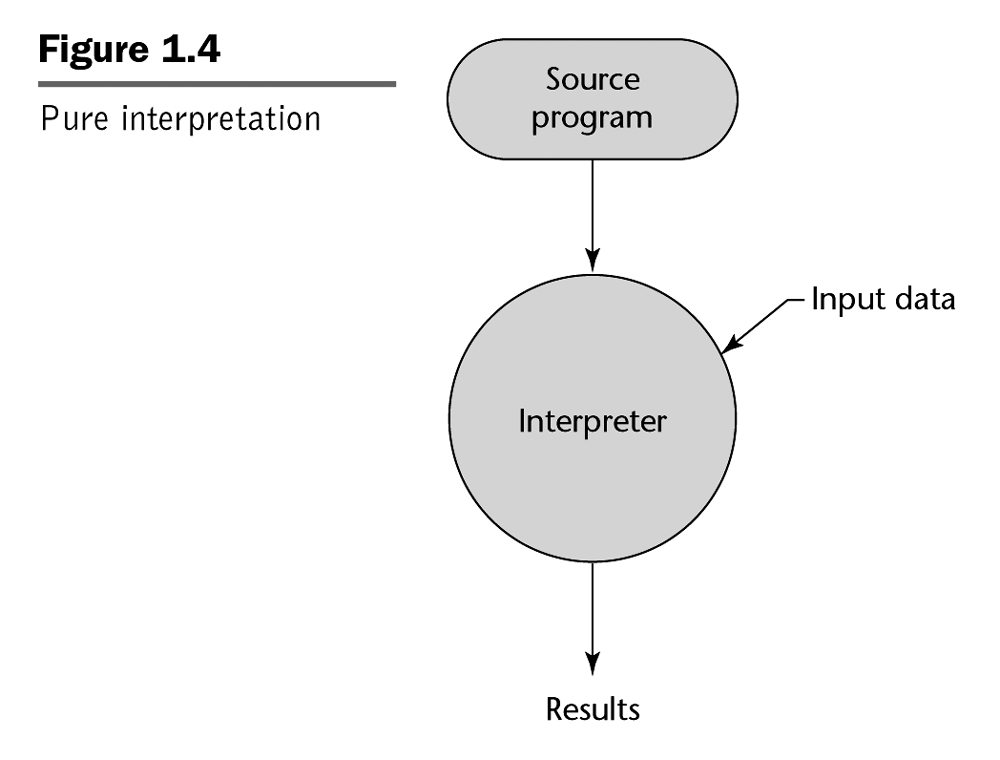 Figure 1.4
Pure interpretation
Source
program
Input data
Interpreter
Results